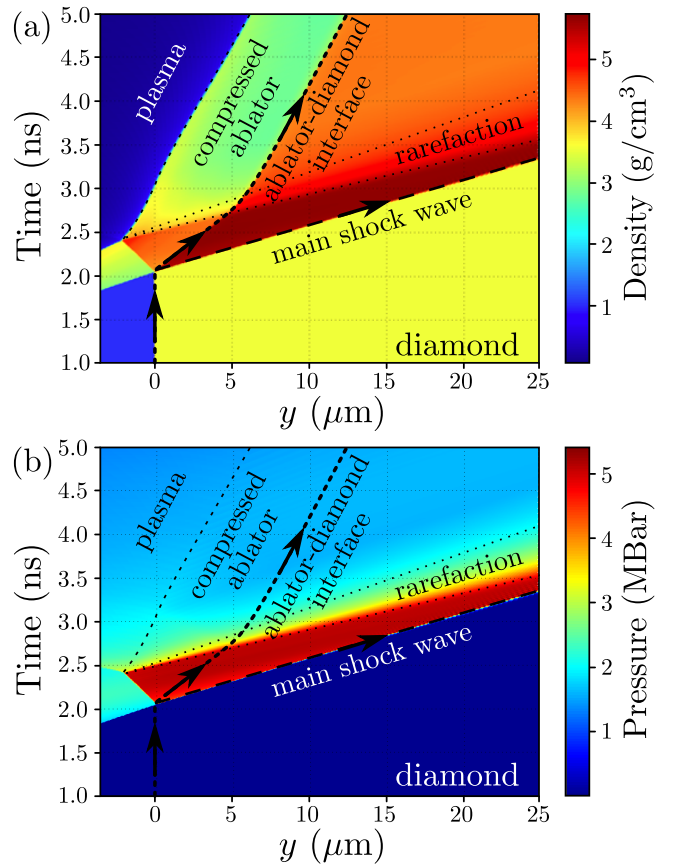 (a)
5.0
4.5
4.0
3.5
3.0
2.5
2.0
1.5
1.0
Time (ns)
plasma
compressed
ablator
ablator-diamond
interface
rarefaction
main shock wave
diamond
0
5
10
15
20
25
y (μm)
5
4
3
2
1
Density (g/cm³)
(b)
5.0
4.5
4.0
3.5
3.0
2.5
2.0
1.5
1.0
Time (ns)
plasma
compressed
ablator
ablator-diamond
interface
rarefaction
main shock wave
diamond
0
5
10
15
20
25
y (μm)
5
4
3
2
1
Pressure (MBar)